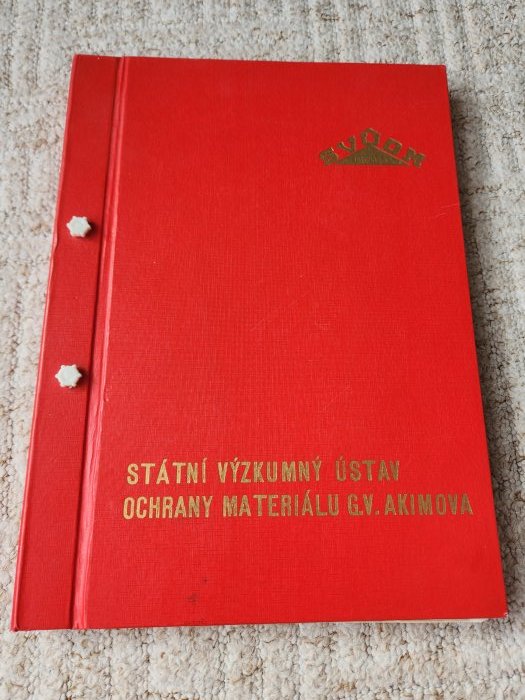 SVÚOM
STÁTNÍ VÝZKUMNÝ ÚSTAV
OCHRANY MATERIÁLU G.V. AKIMOVA